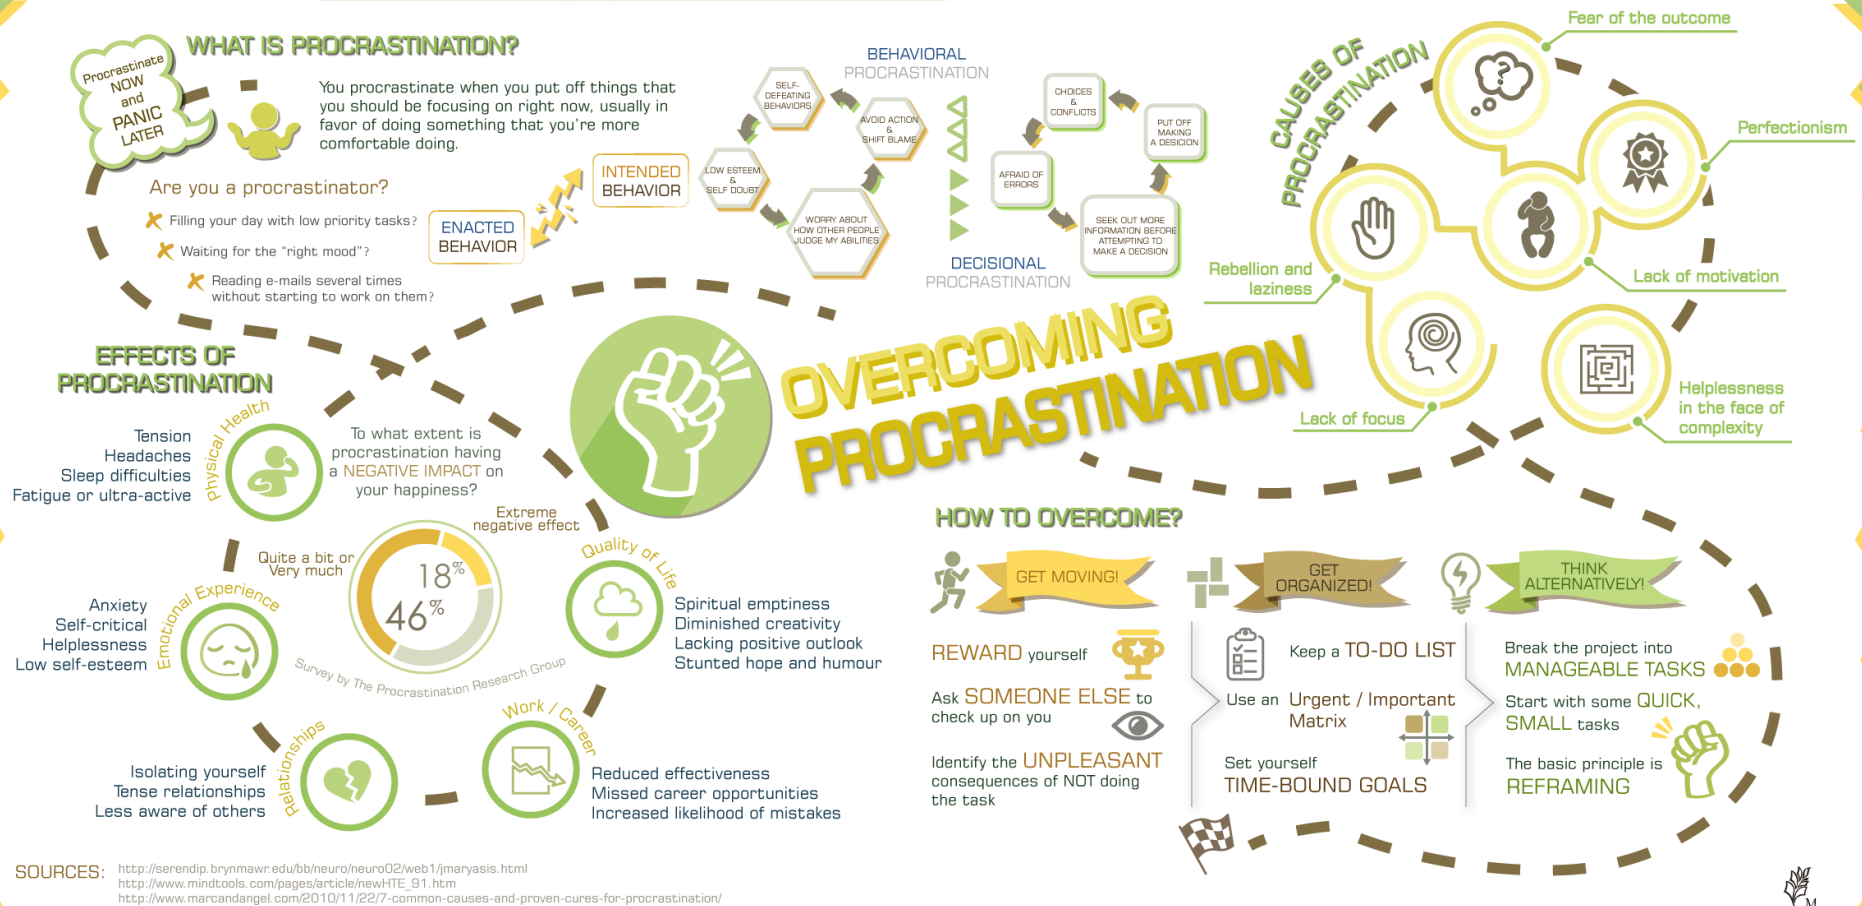 Procrastinate
NOW
and
PANIC
LATER
WHAT IS PROCRASTINATION?
You procrastinate when you put off things that
you should be focusing on right now, usually in
favor of doing something that you're more
comfortable doing.
Are you a procrastinator?
Filling your day with low priority tasks?
Waiting for the "right mood"?
Reading e-mails several times
without starting to work on them?
ENACTED
BEHAVIOR
INTENDED
BEHAVIOR
BEHAVIORAL
PROCRASTINATION
SELF-
DEFEATING
BEHAVIORS
AVOID ACTION
&
SHIFT BLAME
LOW ESTEEM
&
SELF DOUBT
WORRY ABOUT
HOW OTHER PEOPLE
JUDGE MY ABILITIES
CHOICES
&
CONFLICTS
PUT OFF
MAKING
A DESICION
AFRAID OF
ERRORS
SEEK OUT MORE
INFORMATION BEFORE
ATTEMPTING TO
MAKE A DECISION
DECISIONAL
PROCRASTINATION
CAUSES OF
PROCRASTINATION
Fear of the outcome
Perfectionism
Rebellion and
laziness
Lack of motivation
Lack of focus
Helplessness
in the face of
complexity
OVERCOMING
PROCRASTINATION
EFFECTS OF
PROCRASTINATION
Physical Health
Tension
Headaches
Sleep difficulties
Fatigue or ultra-active
To what extent is
procrastination having
a NEGATIVE IMPACT on
your happiness?
Extreme
negative effect
Quite a bit or
Very much
18%
46%
Survey by The Procrastination Research Group
Emotional Experience
Anxiety
Self-critical
Helplessness
Low self-esteem
Quality of Life
Spiritual emptiness
Diminished creativity
Lacking positive outlook
Stunted hope and humour
Relationships
Isolating yourself
Tense relationships
Less aware of others
Work / Career
Reduced effectiveness
Missed career opportunities
Increased likelihood of mistakes
HOW TO OVERCOME?
GET MOVING!
REWARD yourself
Ask SOMEONE ELSE to
check up on you
Identify the UNPLEASANT
consequences of NOT doing
the task
GET
ORGANIZED!
Keep a TO-DO LIST
Use an Urgent / Important
Matrix
Set yourself
TIME-BOUND GOALS
THINK
ALTERNATIVELY!
Break the project into
MANAGEABLE TASKS
Start with some QUICK,
SMALL tasks
The basic principle is
REFRAMING
SOURCES:
http://serendip.brynmawr.edu/bb/neuro/neuro02/web1/jmaryasis.html
http://www.mindtools.com/pages/article/newHTE_91.htm
http://www.marcandangel.com/2010/11/22/7-common-causes-and-proven-cures-for-procrastination/
M